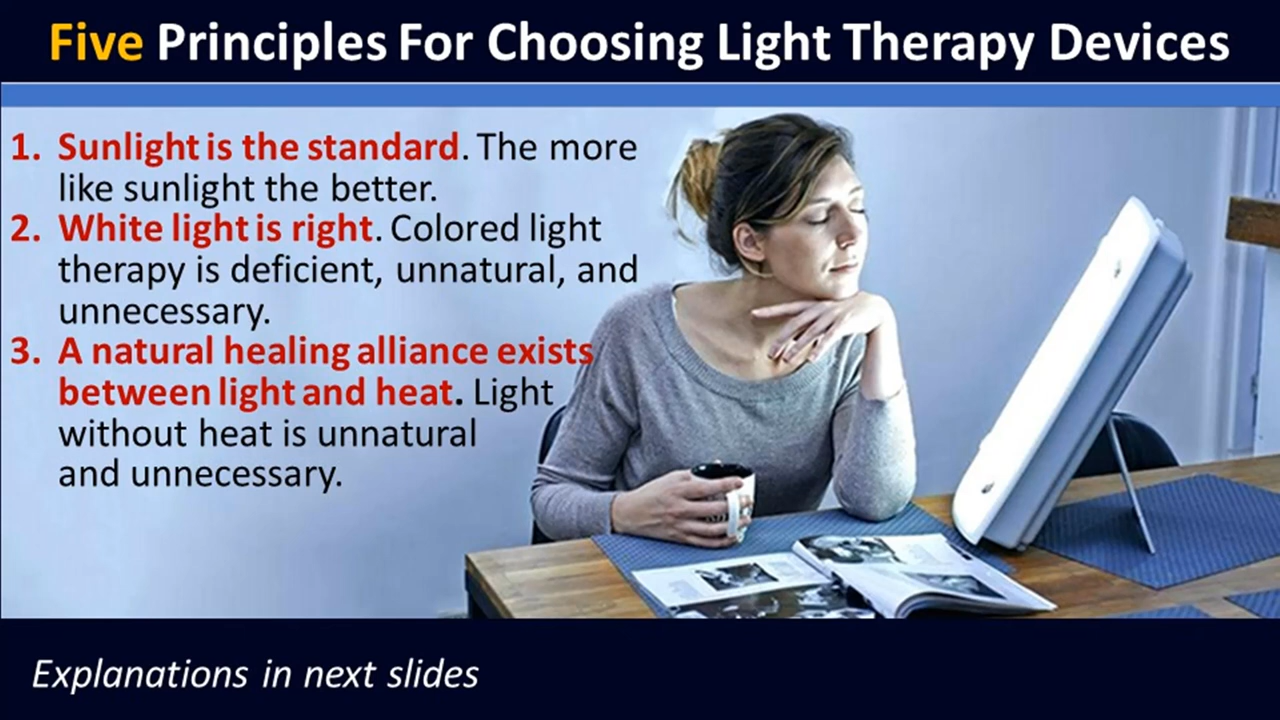 Five Principles For Choosing Light Therapy Devices
1. Sunlight is the standard. The more
like sunlight the better.
2. White light is right. Colored light
therapy is deficient, unnatural, and
unnecessary.
3. A natural healing alliance exists
between light and heat. Light
without heat is unnatural
and unnecessary.
Explanations in next slides